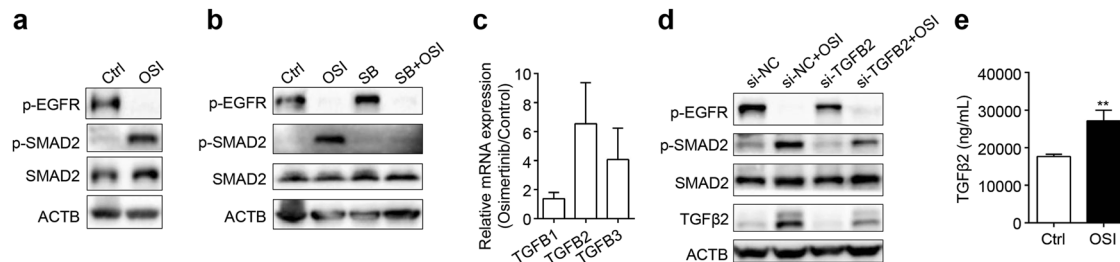 a
Ctrl
OSI
p-EGFR
p-SMAD2
SMAD2
ACTB
b
Ctrl
OSI
SB
SB+OSI
p-EGFR
p-SMAD2
SMAD2
ACTB
c
Relative mRNA expression
(Osimertinib/Control)
10
8
6
4
2
0
TGFB1
TGFB2
TGFB3
d
si-NC
si-NC+OSI
si-TGFB2
si-TGFB2+OSI
p-EGFR
p-SMAD2
SMAD2
TGFβ2
ACTB
e
TGFβ2 (ng/mL)
40000
30000
20000
10000
0
**
Ctrl
OSI